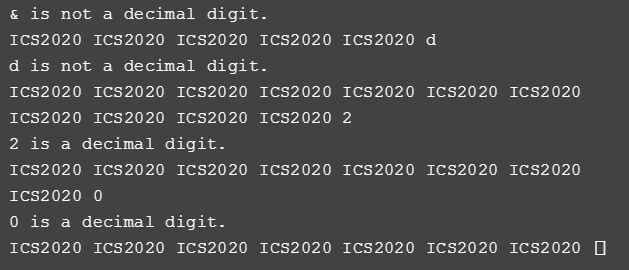 & is not a decimal digit.
ICS2020 ICS2020 ICS2020 ICS2020 ICS2020 d
d is not a decimal digit.
ICS2020 ICS2020 ICS2020 ICS2020 ICS2020 ICS2020 ICS2020
ICS2020 ICS2020 ICS2020 ICS2020 2
2 is a decimal digit.
ICS2020 ICS2020 ICS2020 ICS2020 ICS2020 ICS2020 ICS2020
ICS2020 0
0 is a decimal digit.
ICS2020 ICS2020 ICS2020 ICS2020 ICS2020 ICS2020 ICS2020